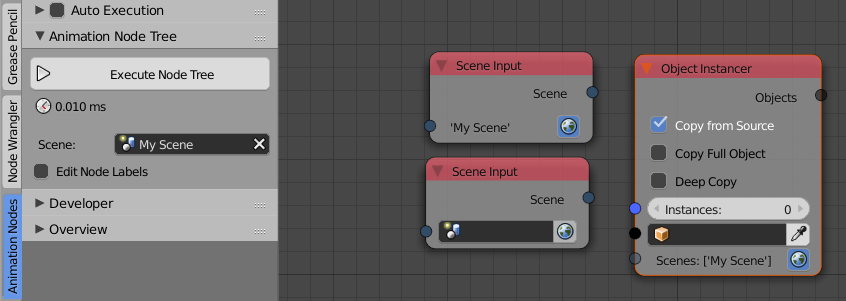 Grease Pencil
Node Wrangler
Animation Nodes
Auto Execution
Animation Node Tree
Execute Node Tree
0.010 ms
Scene:
My Scene
Edit Node Labels
Developer
Overview
Scene Input
Scene
'My Scene'
Scene Input
Scene
Object Instancer
Objects
Copy from Source
Copy Full Object
Deep Copy
Instances: 0
Scenes: ['My Scene']